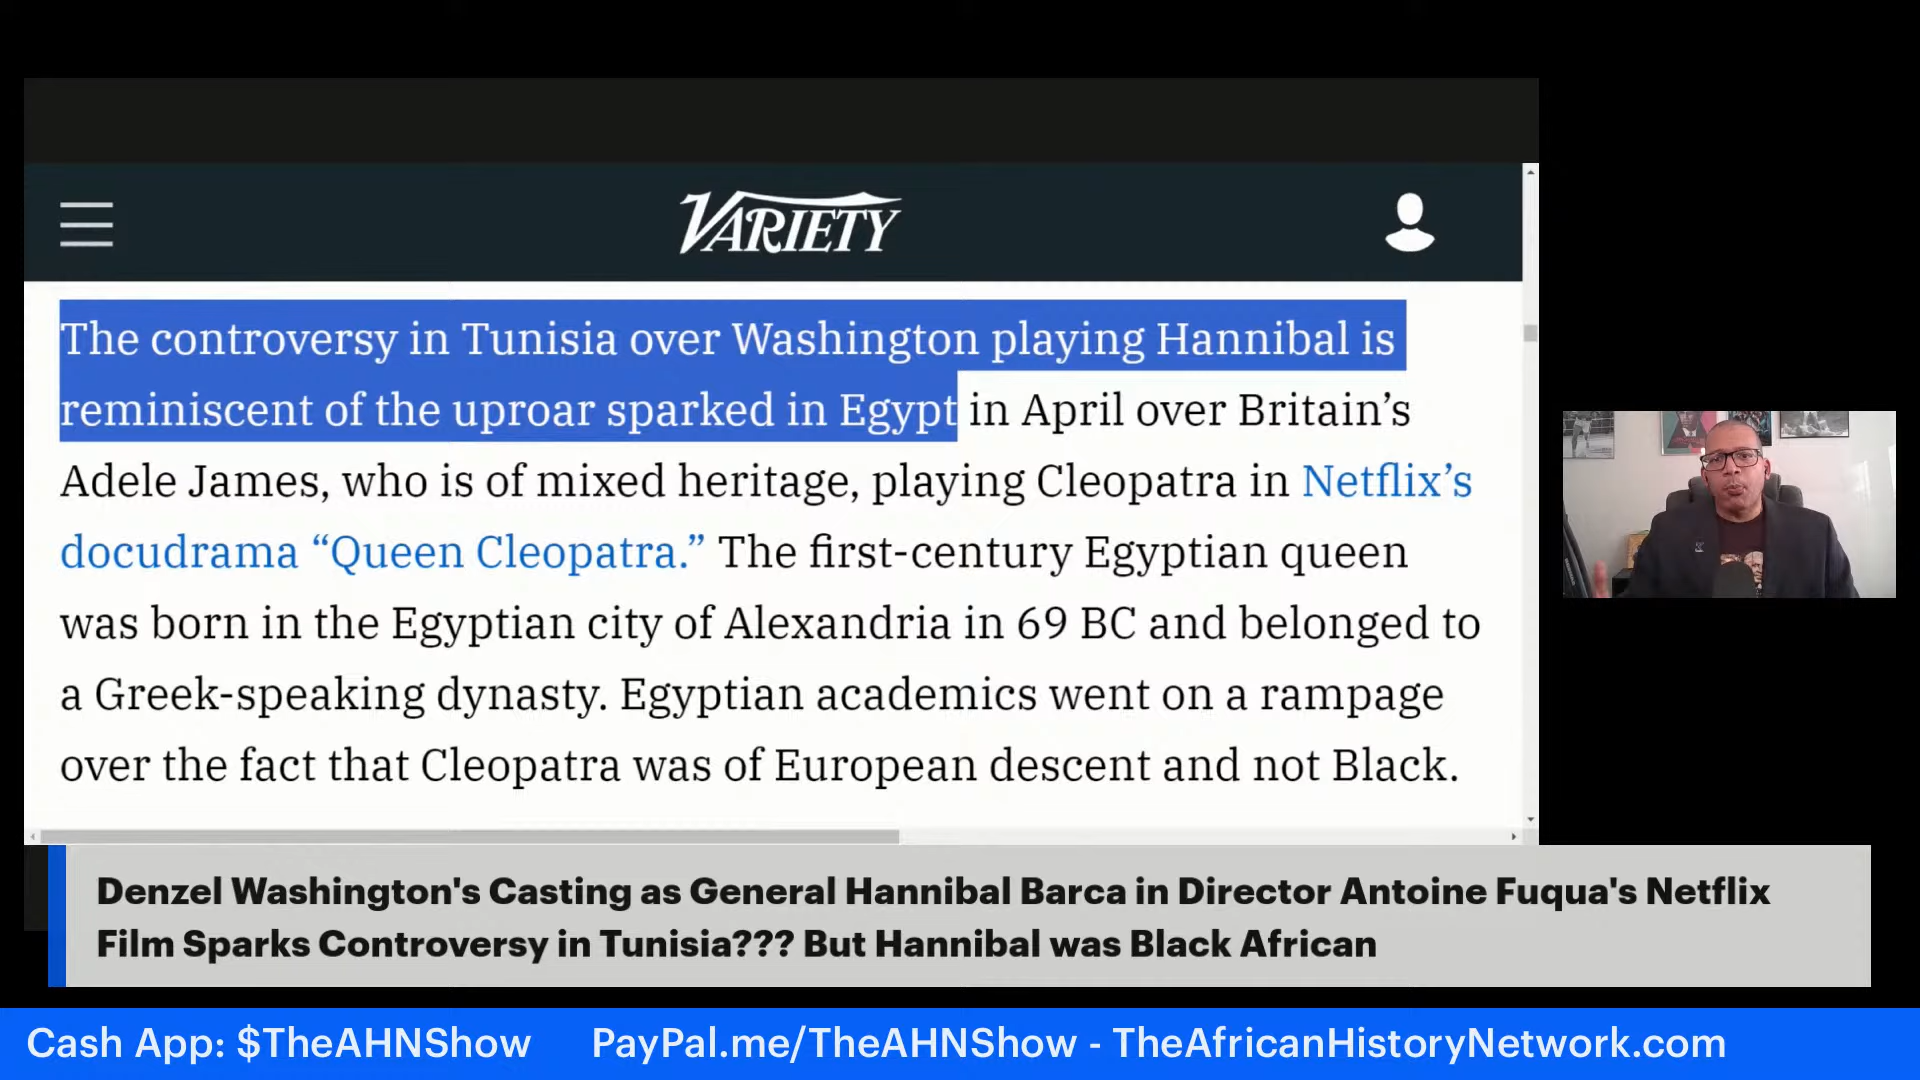 VARIETY
The controversy in Tunisia over Washington playing Hannibal is
reminiscent of the uproar sparked in Egypt in April over Britain’s
Adele James, who is of mixed heritage, playing Cleopatra in Netflix’s
docudrama “Queen Cleopatra.” The first-century Egyptian queen
was born in the Egyptian city of Alexandria in 69 BC and belonged to
a Greek-speaking dynasty. Egyptian academics went on a rampage
over the fact that Cleopatra was of European descent and not Black.
Denzel Washington's Casting as General Hannibal Barca in Director Antoine Fuqua's Netflix
Film Sparks Controversy in Tunisia??? But Hannibal was Black African
Cash App: $TheAHNShow PayPal.me/TheAHNShow - TheAfricanHistoryNetwork.com